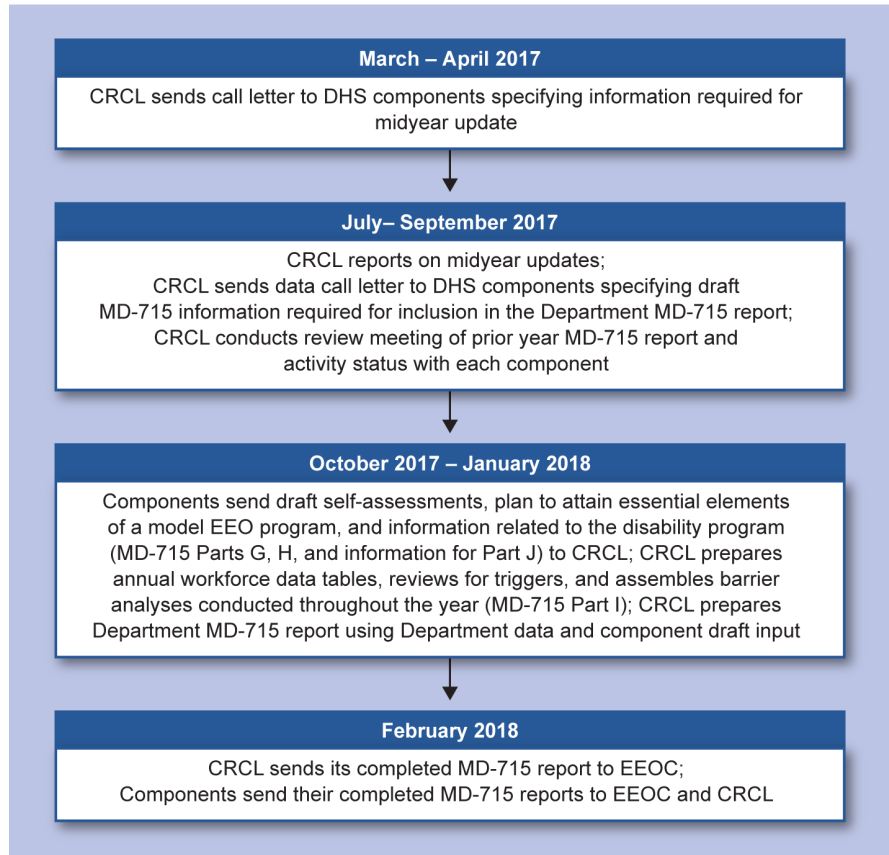 March – April 2017
CRCL sends call letter to DHS components specifying information required for
midyear update
July– September 2017
CRCL reports on midyear updates;
CRCL sends data call letter to DHS components specifying draft
MD-715 information required for inclusion in the Department MD-715 report;
CRCL conducts review meeting of prior year MD-715 report and
activity status with each component
October 2017 – January 2018
Components send draft self-assessments, plan to attain essential elements
of a model EEO program, and information related to the disability program
(MD-715 Parts G, H, and information for Part J) to CRCL; CRCL prepares
annual workforce data tables, reviews for triggers, and assembles barrier
analyses conducted throughout the year (MD-715 Part I); CRCL prepares
Department MD-715 report using Department data and component draft input
February 2018
CRCL sends its completed MD-715 report to EEOC;
Components send their completed MD-715 reports to EEOC and CRCL